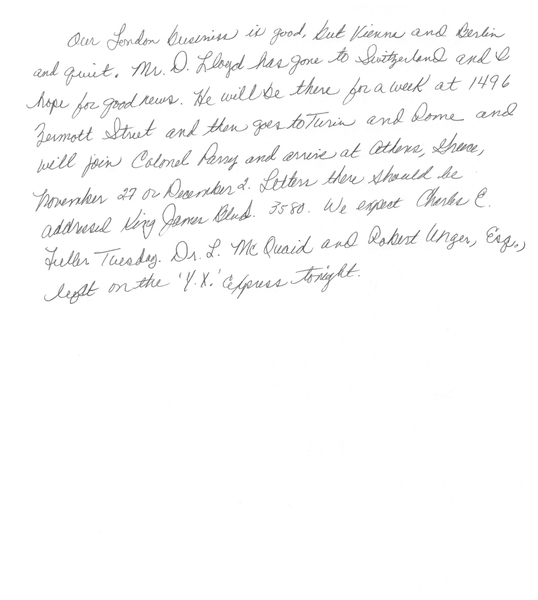 Our London business is good, but Vienna and Berlin
and quiet. Mr. D. Lloyd has gone to Switzerland and I
hope for good news. He will be there for a week at 1496
Zermott Street and then goes to Turin and Rome and
will join Colonel Parry and arrive at Athens, Greece,
November 27 or December 2. Letters there should be
addressed King James Blvd. 3580. We expect Charles E.
Fuller Tuesday. Dr. L. McQuaid and Robert Unger, Esq.,
left on the 'Y.X.' Express tonight.